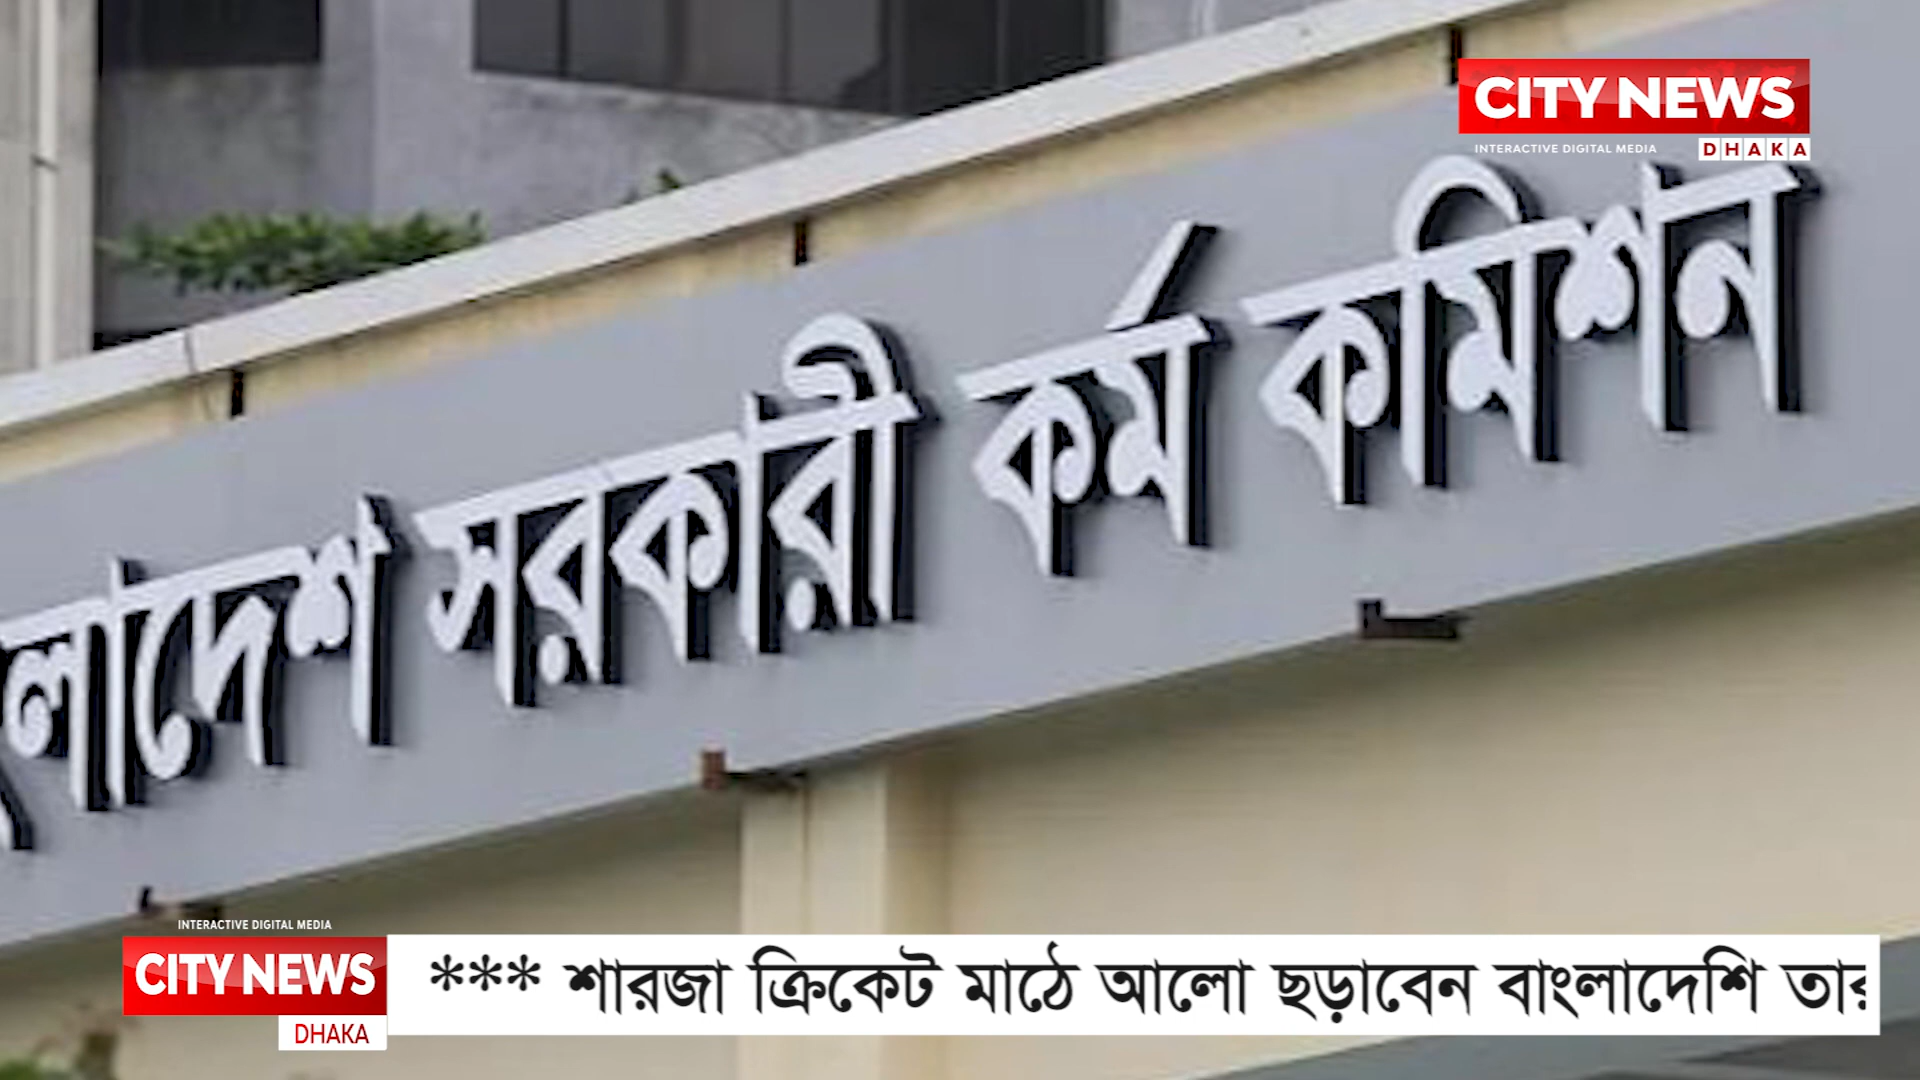 CITY NEWS
INTERACTIVE DIGITAL MEDIA DHAKA
সরকারী কর্ম কমিশন
INTERACTIVE DIGITAL MEDIA
CITY NEWS
DHAKA
*** শারজা ক্রিকেট মাঠে আলো ছড়াবেন বাংলাদেশি